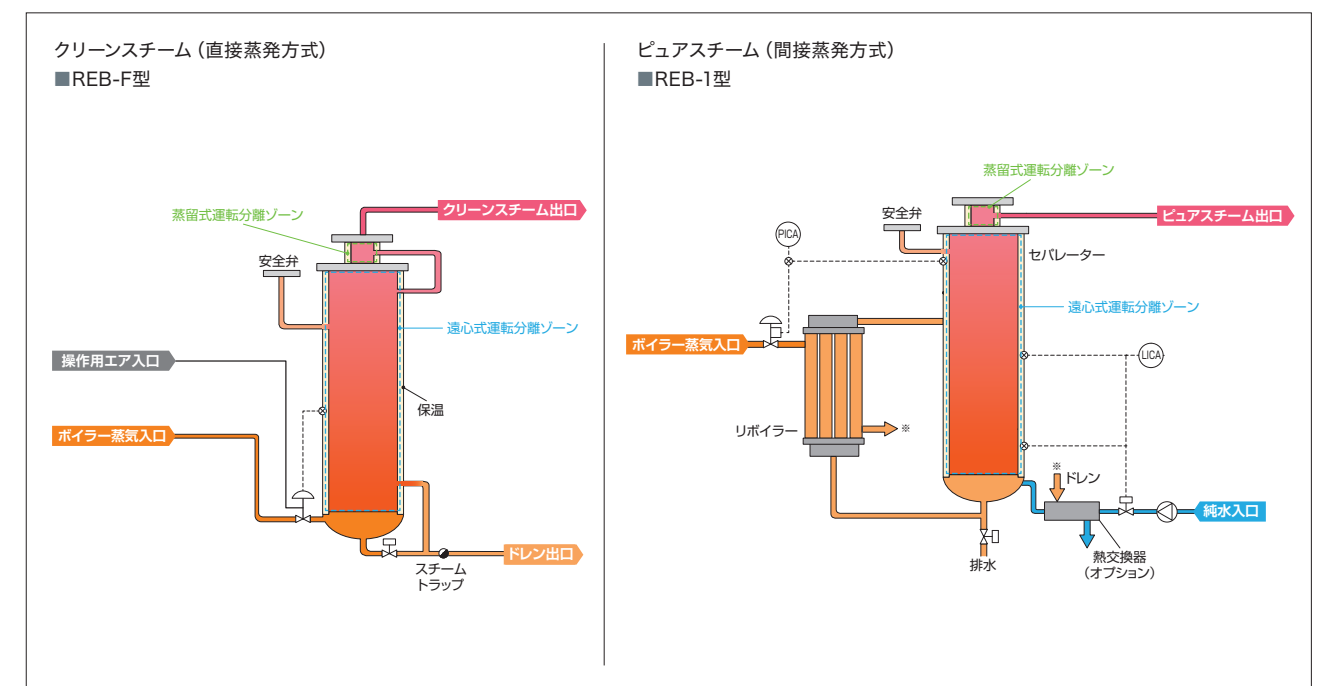 クリーンスチーム（直接蒸発方式）
■REB-F型
蒸留式運転分離ゾーン
クリーンスチーム出口
安全弁
遠心式運転分離ゾーン
操作用エア入口
保温
ボイラー蒸気入口
ドレン出口
スチーム
トラップ
ピュアスチーム（間接蒸発方式）
■REB-1型
蒸留式運転分離ゾーン
安全弁
ピュアスチーム出口
PICA
セパレーター
遠心式運転分離ゾーン
ボイラー蒸気入口
LICA
リボイラー
※
※
ドレン
純水入口
排水
熱交換器
（オプション）